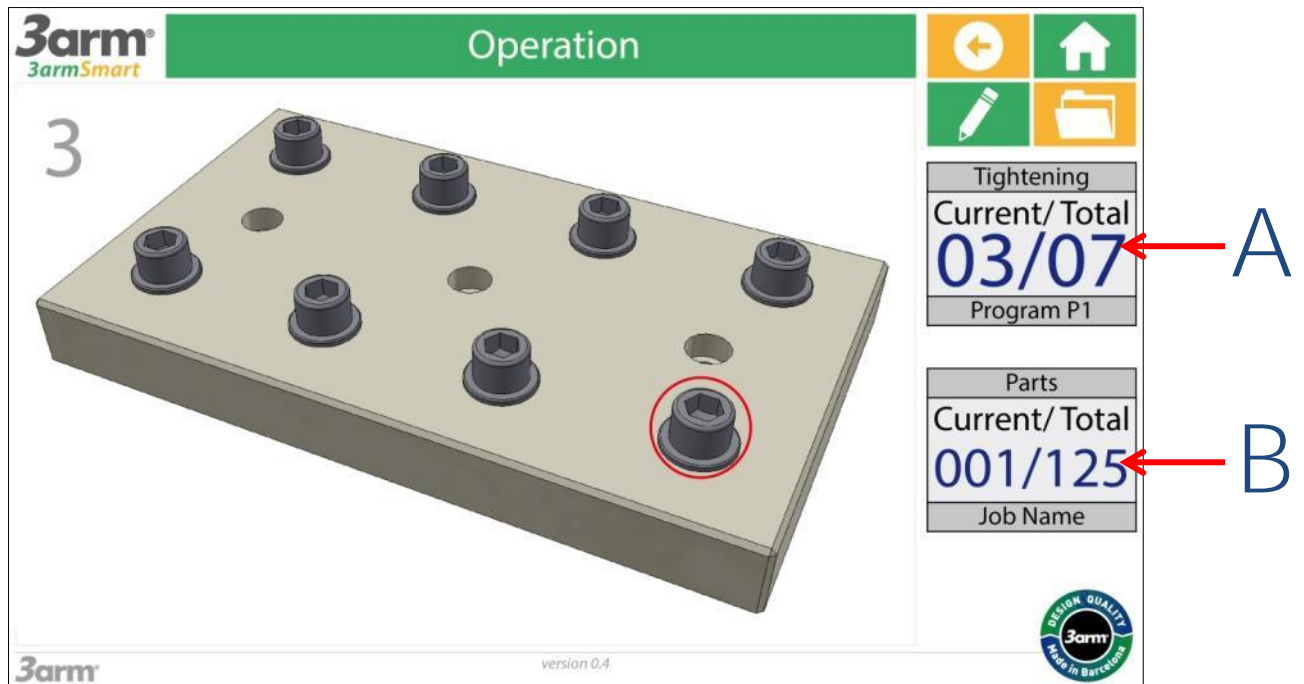 3arm®
3armSmart
Operation
3
Tightening
Current/ Total
03/07
Program P1
A
Parts
Current/ Total
001/125
Job Name
B
DESIGN QUALITY
3arm
Made in Barcelona
3arm
version 0.4